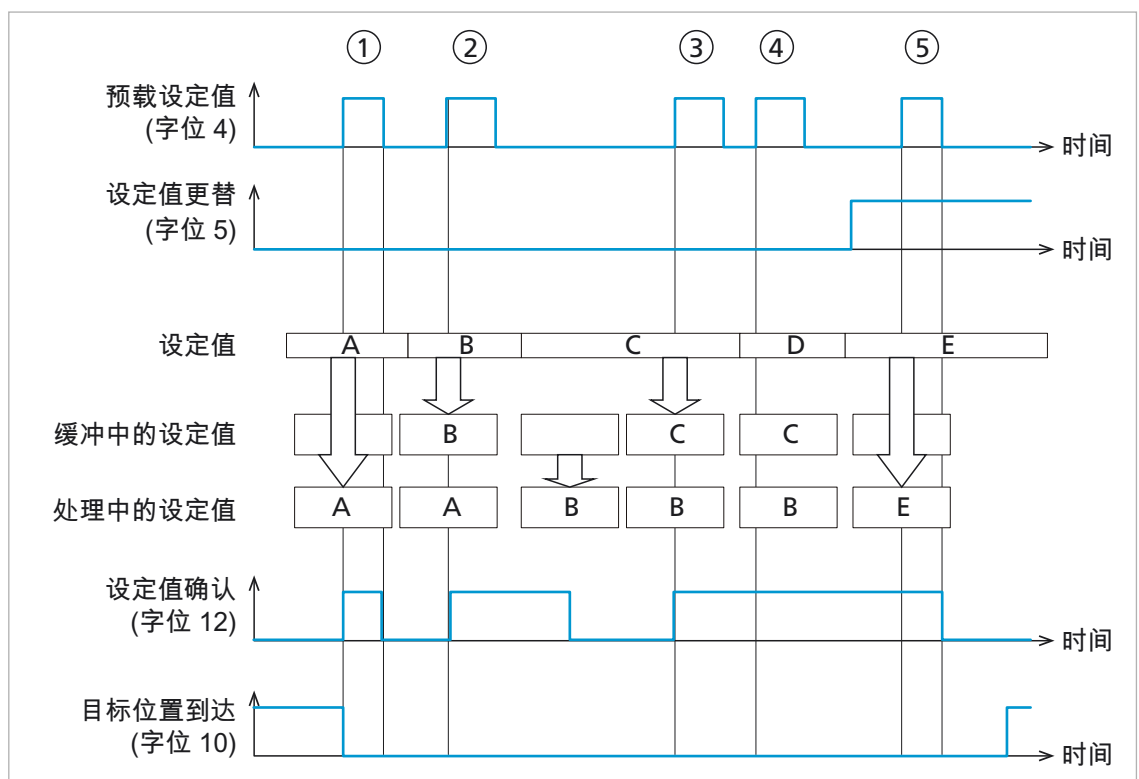 ① ② ③ ④ ⑤
预载设定值
(字位 4)
时间
设定值更替
(字位 5)
时间
设定值 A B C D E
缓冲中的设定值 B C C
处理中的设定值 A A B B B E
设定值确认
(字位 12)
时间
目标位置到达
(字位 10)
时间